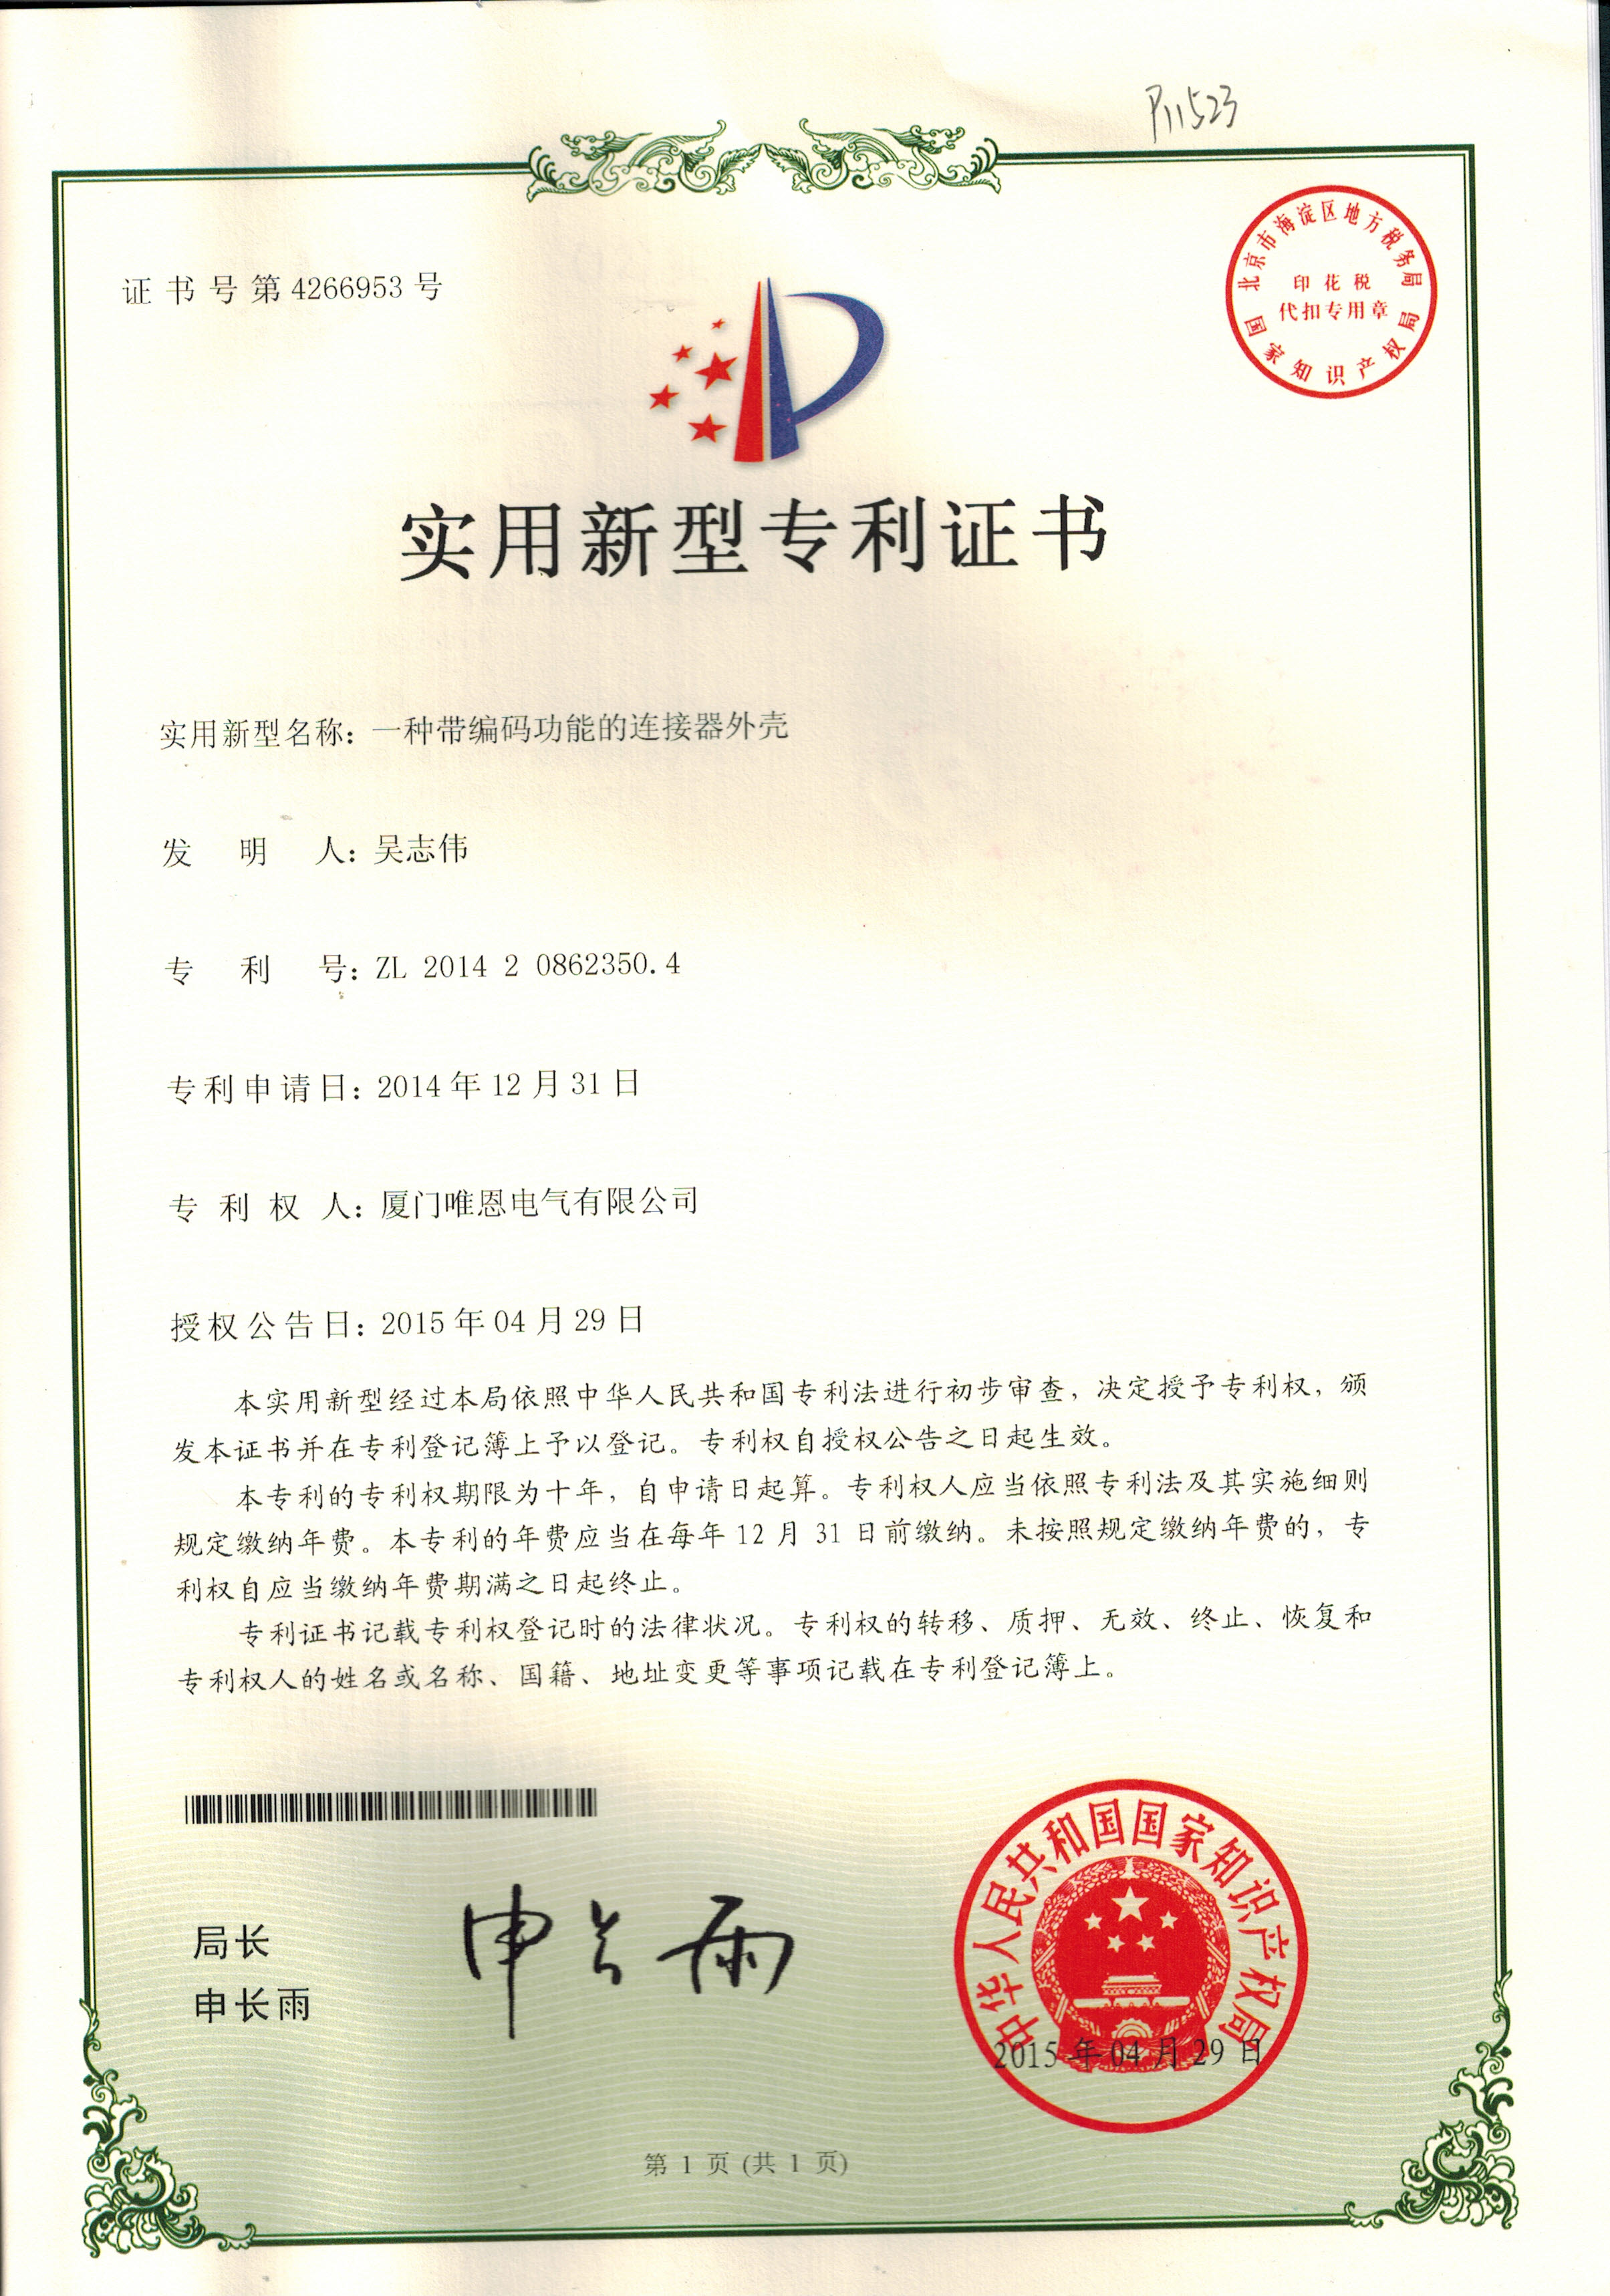 P11523
证书号第4266953号
北京市海淀区地方税务局
印花税
代扣专用章
国家知识产权局
实用新型专利证书
实用新型名称：一种带编码功能的连接器外壳
发明人：吴志伟
专利号：ZL 2014 2 0862350.4
专利申请日：2014年12月31日
专利权人：厦门唯恩电气有限公司
授权公告日：2015年04月29日
本实用新型经过本局依照中华人民共和国专利法进行初步审查，决定授予专利权，颁
发本证书并在专利登记簿上予以登记。专利权自授权公告之日起生效。
本专利的专利权期限为十年，自申请日起算。专利权人应当依照专利法及其实施细则
规定缴纳年费。本专利的年费应当在每年12月31日前缴纳。未按照规定缴纳年费的，专
利权自应当缴纳年费期满之日起终止。
专利证书记载专利权登记时的法律状况。专利权的转移、质押、无效、终止、恢复和
专利权人的姓名或名称、国籍、地址变更等事项记载在专利登记簿上。
局长
申长雨
申长雨
中华人民共和国国家知识产权局
2015年04月29日
第1页(共1页)